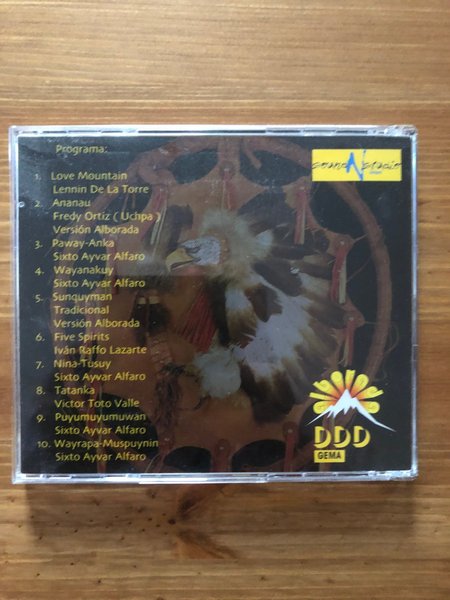 Programa:
1. Love Mountain
Lennin De La Torre
2. Ananau
Fredy Ortiz ( Uchpa )
Versión Alborada
3. Paway-Anka
Sixto Ayvar Alfaro
4. Wayanakuy
Sixto Ayvar Alfaro
5. Sunquyman
Tradicional
Versión Alborada
6. Five Spirits
Iván Raffo Lazarte
7. Nina-Tusuy
Sixto Ayvar Alfaro
8. Tatanka
Victor Toto Valle
9. Puyumuyumuwan
Sixto Ayvar Alfaro
10. Wayrapa-Muspuynin
Sixto Ayvar Alfaro
alborada
DDD
GEMA